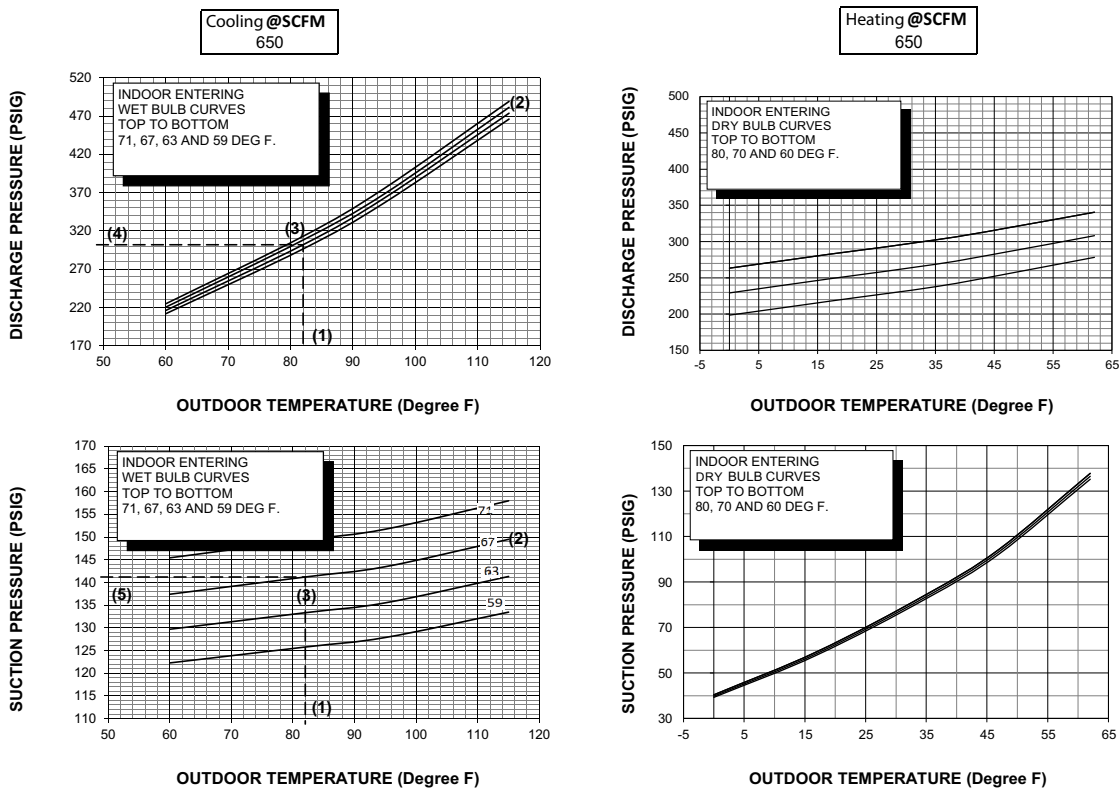 Cooling @SCFM
650
Heating @SCFM
650
DISCHARGE PRESSURE (PSIG)
520
470
420
370
320
270
220
170
INDOOR ENTERING
WET BULB CURVES
TOP TO BOTTOM
71, 67, 63 AND 59 DEG F.
(2)
(3)
(4)
(1)
50 60 70 80 90 100 110 120
OUTDOOR TEMPERATURE (Degree F)
DISCHARGE PRESSURE (PSIG)
500
450
400
350
300
250
200
150
INDOOR ENTERING
DRY BULB CURVES
TOP TO BOTTOM
80, 70 AND 60 DEG F.
-5 5 15 25 35 45 55 65
OUTDOOR TEMPERATURE (Degree F)
SUCTION PRESSURE (PSIG)
170
165
160
155
150
145
140
135
130
125
120
115
110
INDOOR ENTERING
WET BULB CURVES
TOP TO BOTTOM
71, 67, 63 AND 59 DEG F.
71
67 (2)
63
59
(5)
(3)
(1)
50 60 70 80 90 100 110 120
OUTDOOR TEMPERATURE (Degree F)
SUCTION PRESSURE (PSIG)
150
130
110
90
70
50
30
INDOOR ENTERING
DRY BULB CURVES
TOP TO BOTTOM
80, 70 AND 60 DEG F.
-5 5 15 25 35 45 55 65
OUTDOOR TEMPERATURE (Degree F)